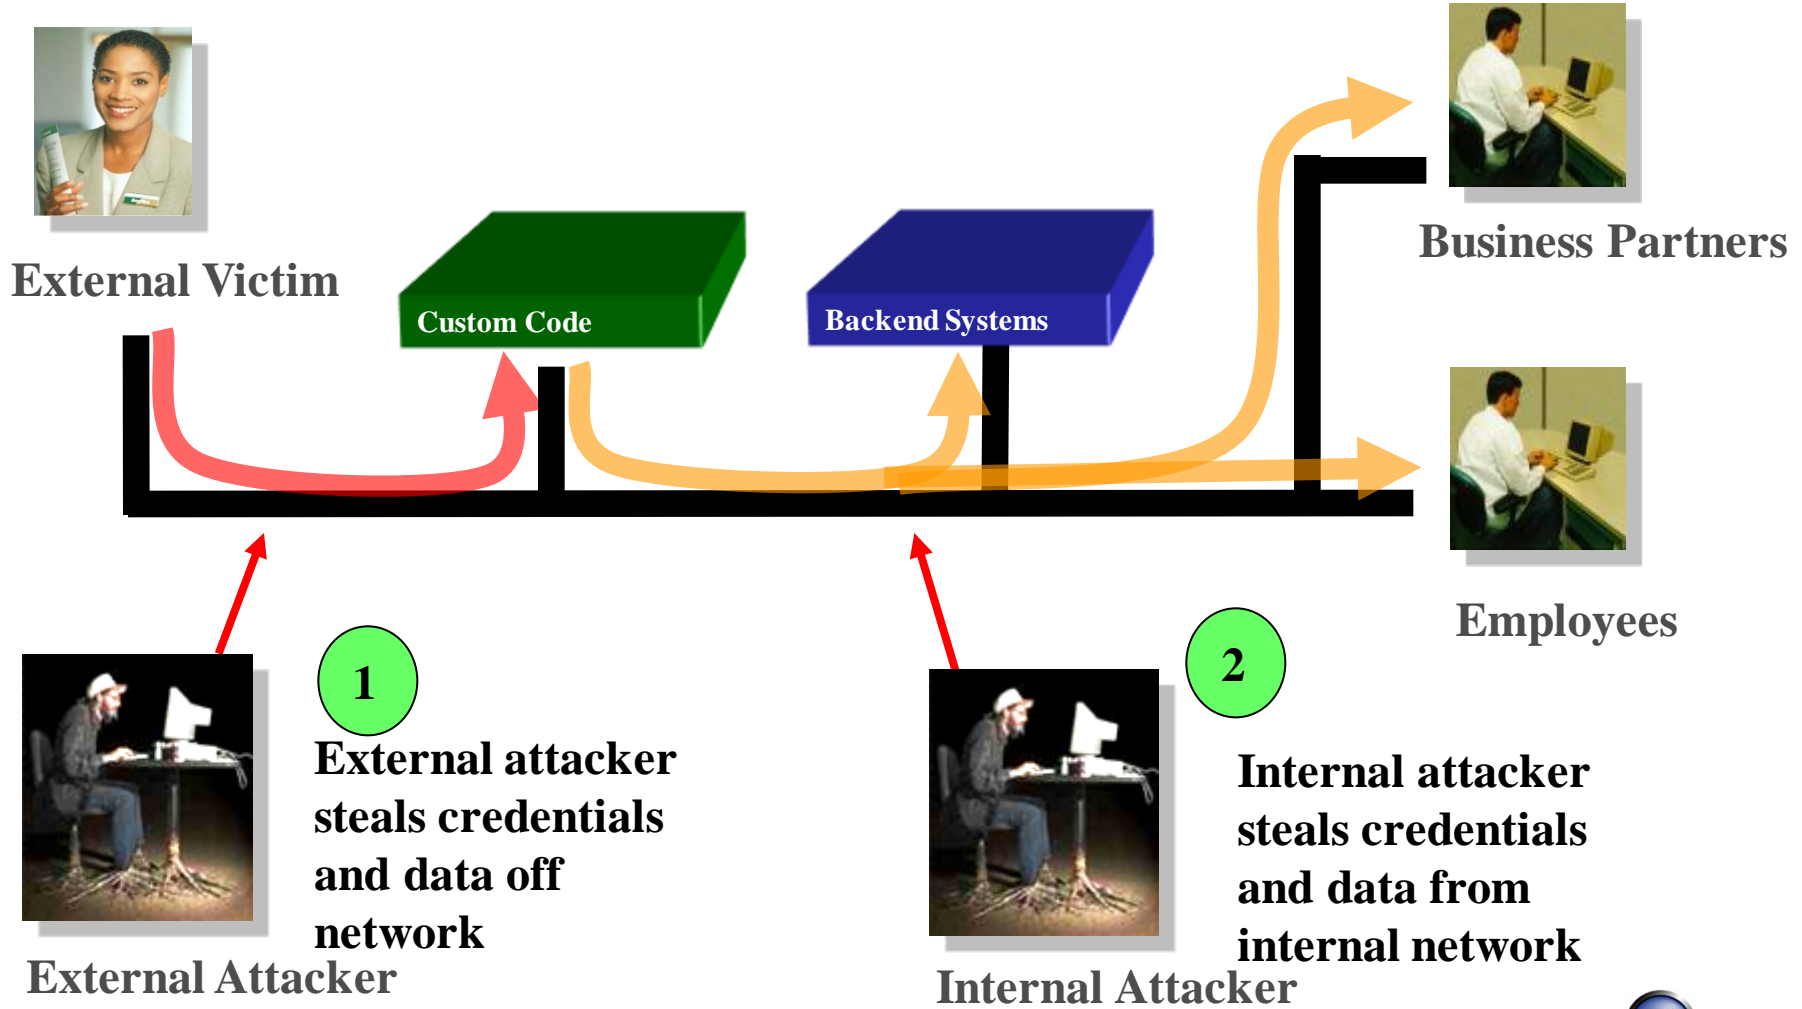 External Victim
Custom Code
Backend Systems
Business Partners
Employees
1
External attacker
steals credentials
and data off
network
External Attacker
2
Internal attacker
steals credentials
and data from
internal network
Internal Attacker